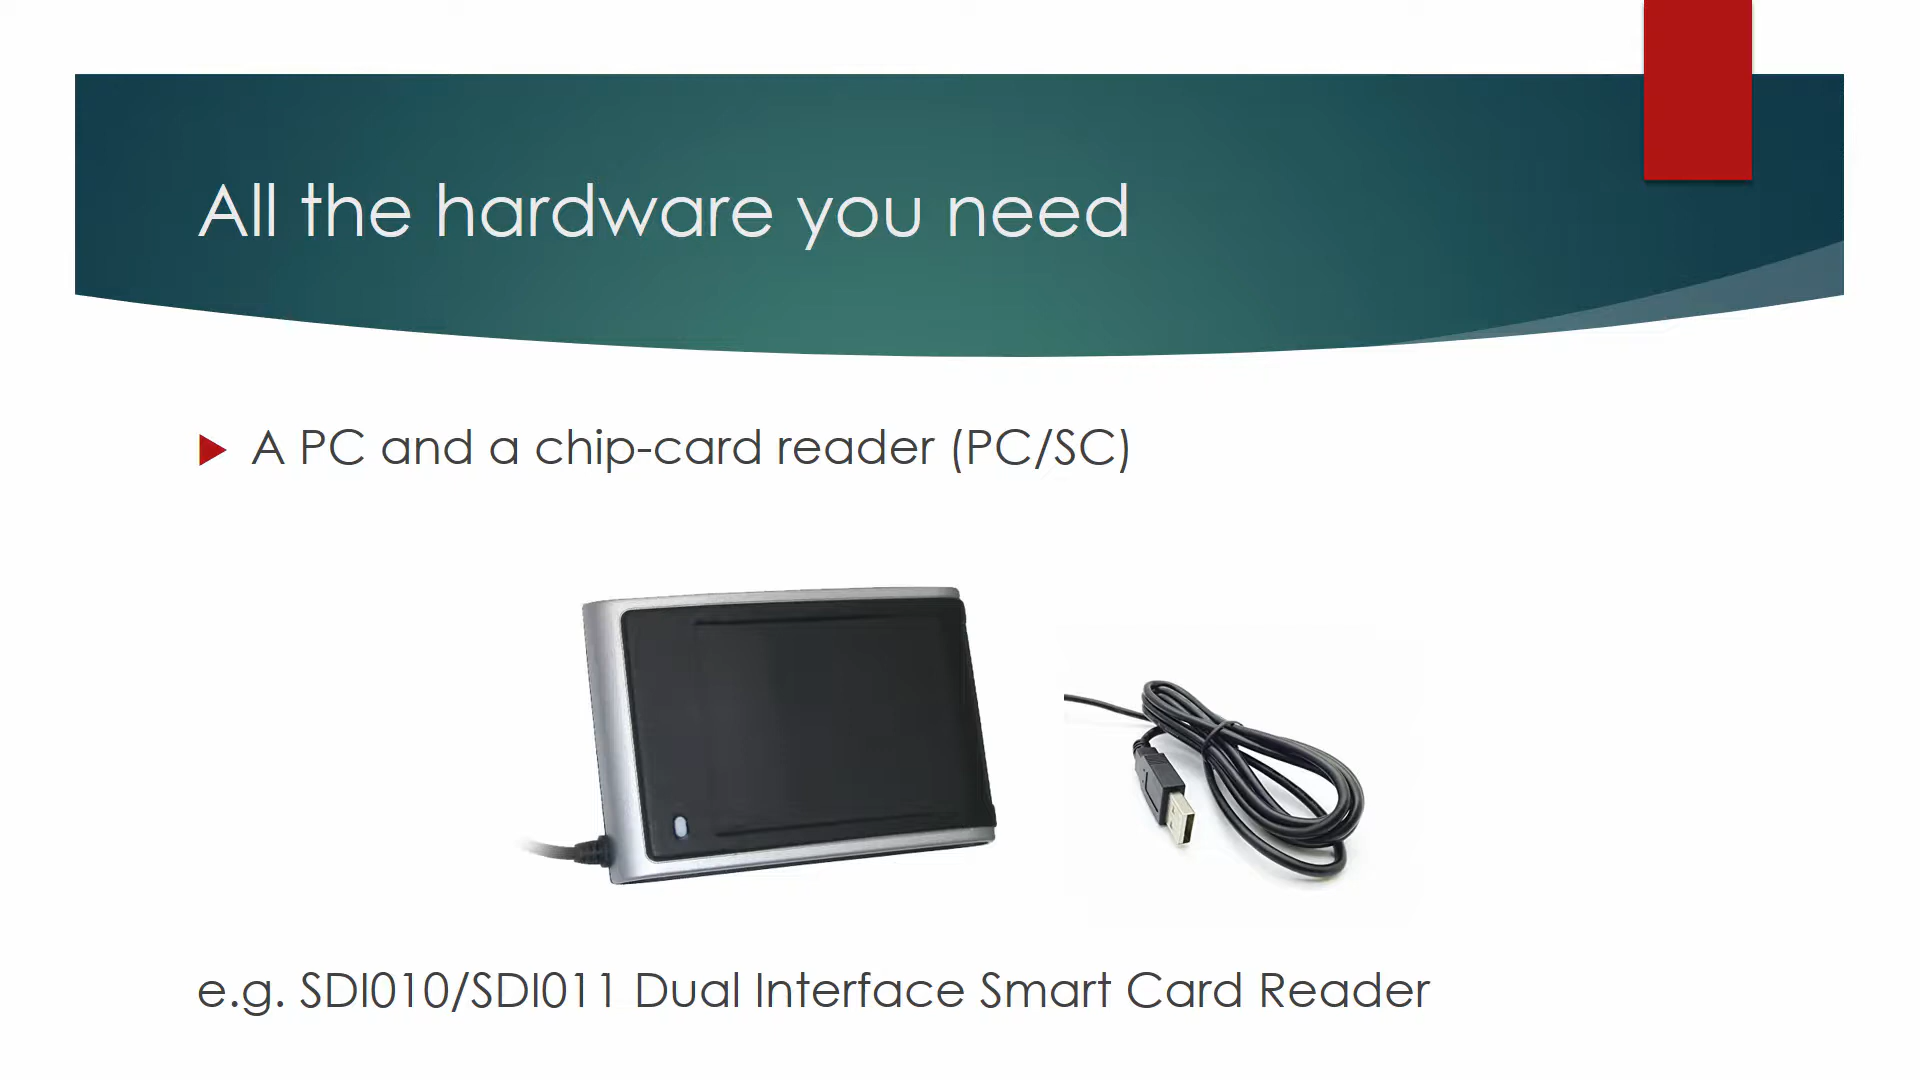 All the hardware you need
A PC and a chip-card reader (PC/SC)
e.g. SDI010/SDI011 Dual Interface Smart Card Reader